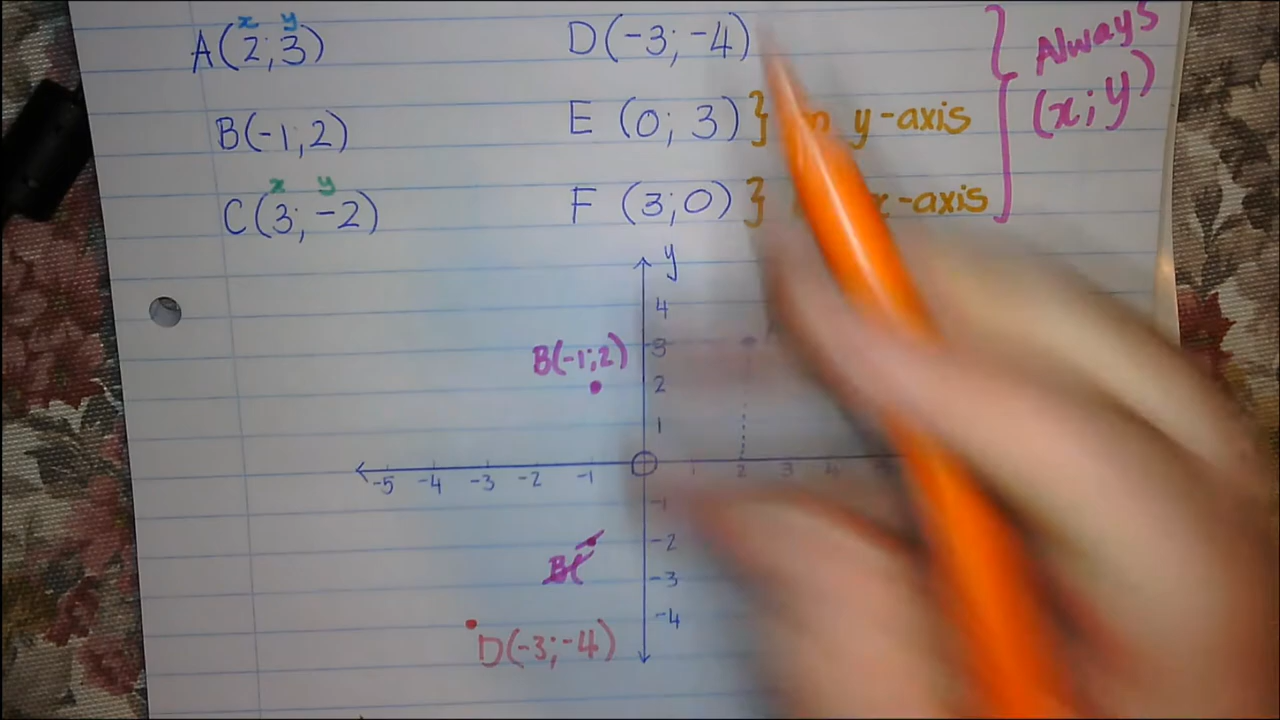 x y
A(2;3)
B(-1;2)
x y
C(3;-2)
D(-3;-4)
E (0; 3)} y-axis
F (3;0)} x-axis
Always
(x;y)
y
4
3
B(-1;2)
2
1
-5 -4 -3 -2 -1 1 2 3 4
-1
-2
B(
-3
-4
D(-3;-4)